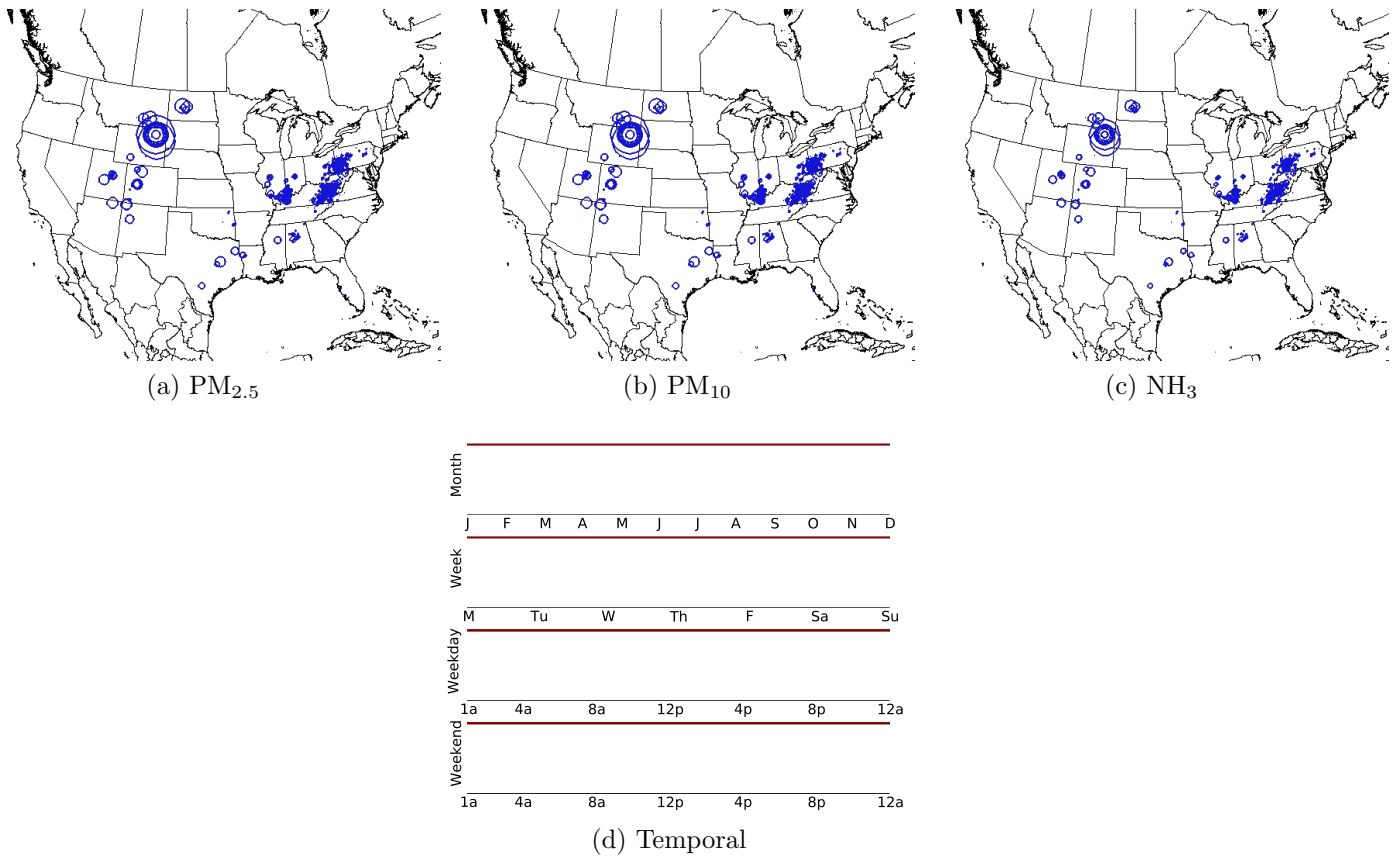 (a) PM2.5 (b) PM10 (c) NH3
Month
J F M A M J J A S O N D
Week
M Tu W Th F Sa Su
Weekday
1a 4a 8a 12p 4p 8p 12a
Weekend
1a 4a 8a 12p 4p 8p 12a
(d) Temporal